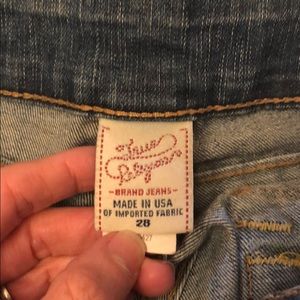 True
Religion
-BRAND JEANS-
MADE IN USA
OF IMPORTED FABRIC
28